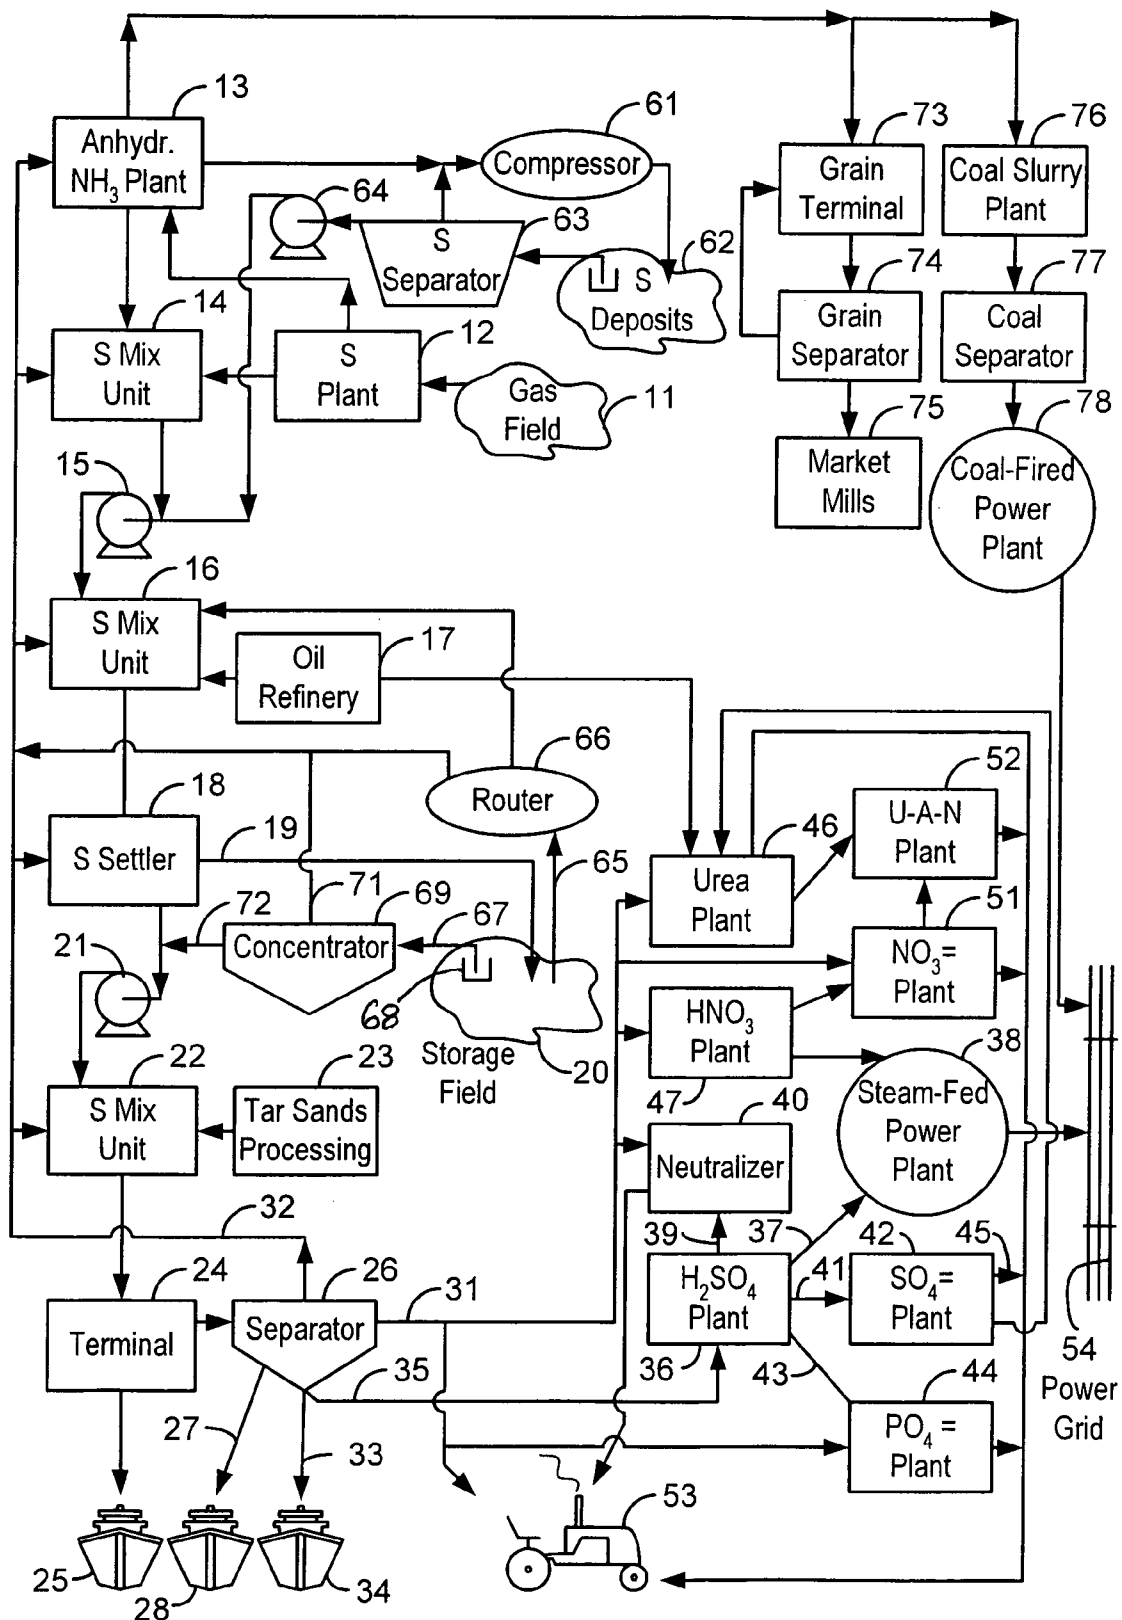 13
Anhydr.
NH3 Plant
61
Compressor
73
Grain
Terminal
76
Coal Slurry
Plant
64
63
S
Separator
62
S
Deposits
74
Grain
Separator
77
Coal
Separator
14
S Mix
Unit
12
S
Plant
Gas
Field
11
75
Market
Mills
78
Coal-Fired
Power
Plant
15
16
S Mix
Unit
17
Oil
Refinery
66
Router
18
S Settler
19
65
46
Urea
Plant
52
U-A-N
Plant
72
71
69
Concentrator
67
68
51
NO3=
Plant
21
Storage
Field
20
HNO3
Plant
47
38
Steam-Fed
Power
Plant
22
S Mix
Unit
23
Tar Sands
Processing
40
Neutralizer
32
39
37
24
Terminal
26
Separator
31
H2SO4
Plant
36
41
42
SO4=
Plant
45
54
Power
Grid
35
43
44
PO4 =
Plant
27
33
53
25
28
34